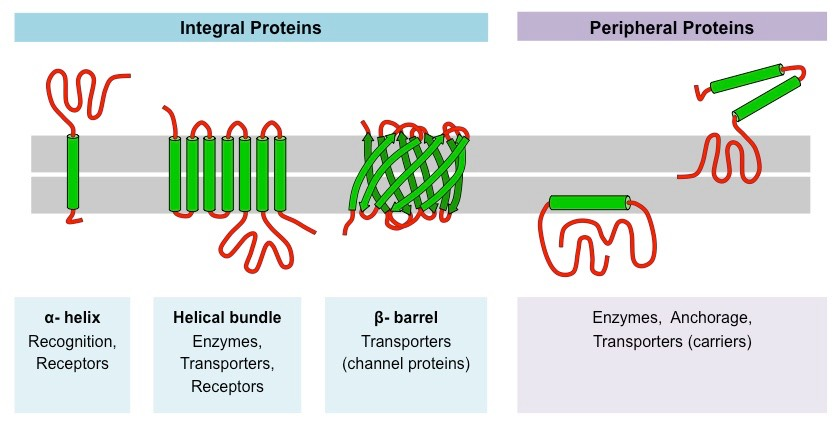 Integral Proteins
Peripheral Proteins
α- helix
Recognition,
Receptors
Helical bundle
Enzymes,
Transporters,
Receptors
β- barrel
Transporters
(channel proteins)
Enzymes, Anchorage,
Transporters (carriers)